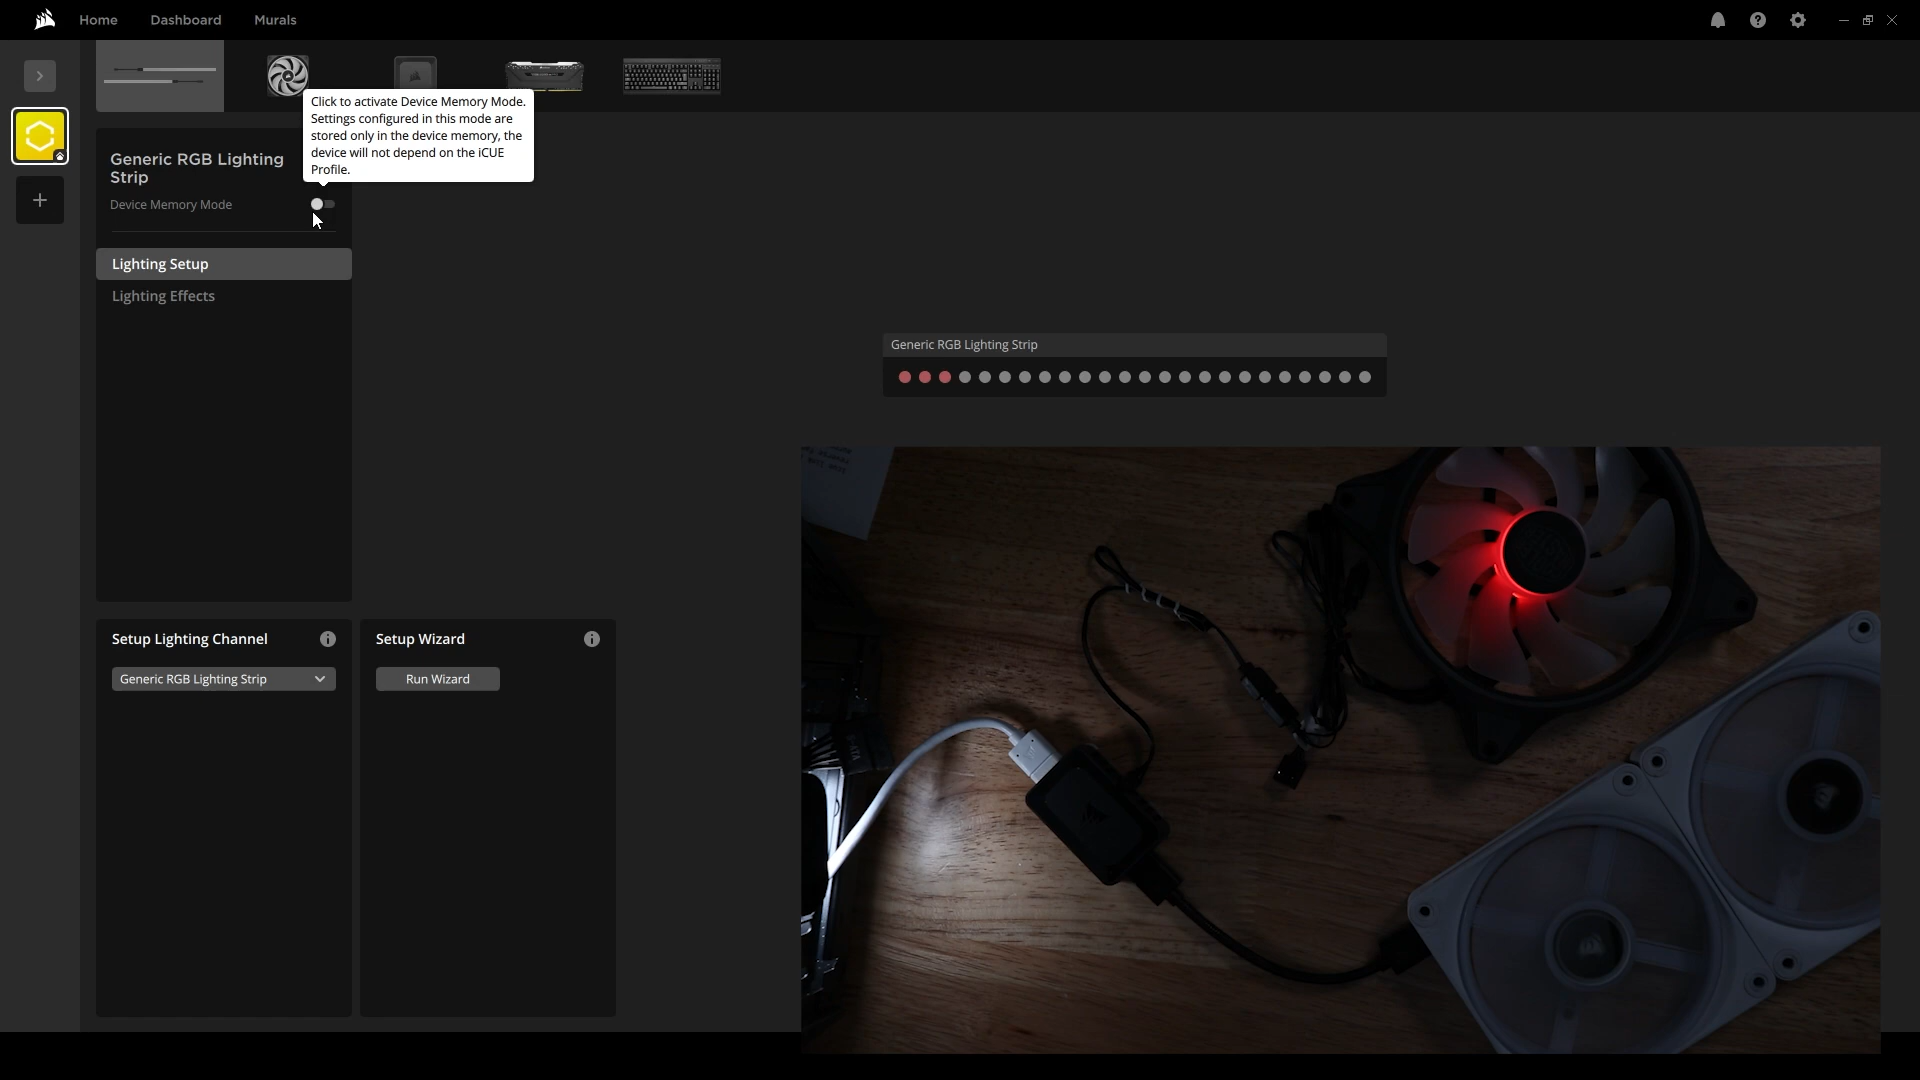 Home
Dashboard
Murals
Click to activate Device Memory Mode.
Settings configured in this mode are
stored only in the device memory, the
device will not depend on the iCUE
Profile.
Generic RGB Lighting
Strip
Device Memory Mode
Lighting Setup
Lighting Effects
Generic RGB Lighting Strip
Setup Lighting Channel
Generic RGB Lighting Strip
Setup Wizard
Run Wizard